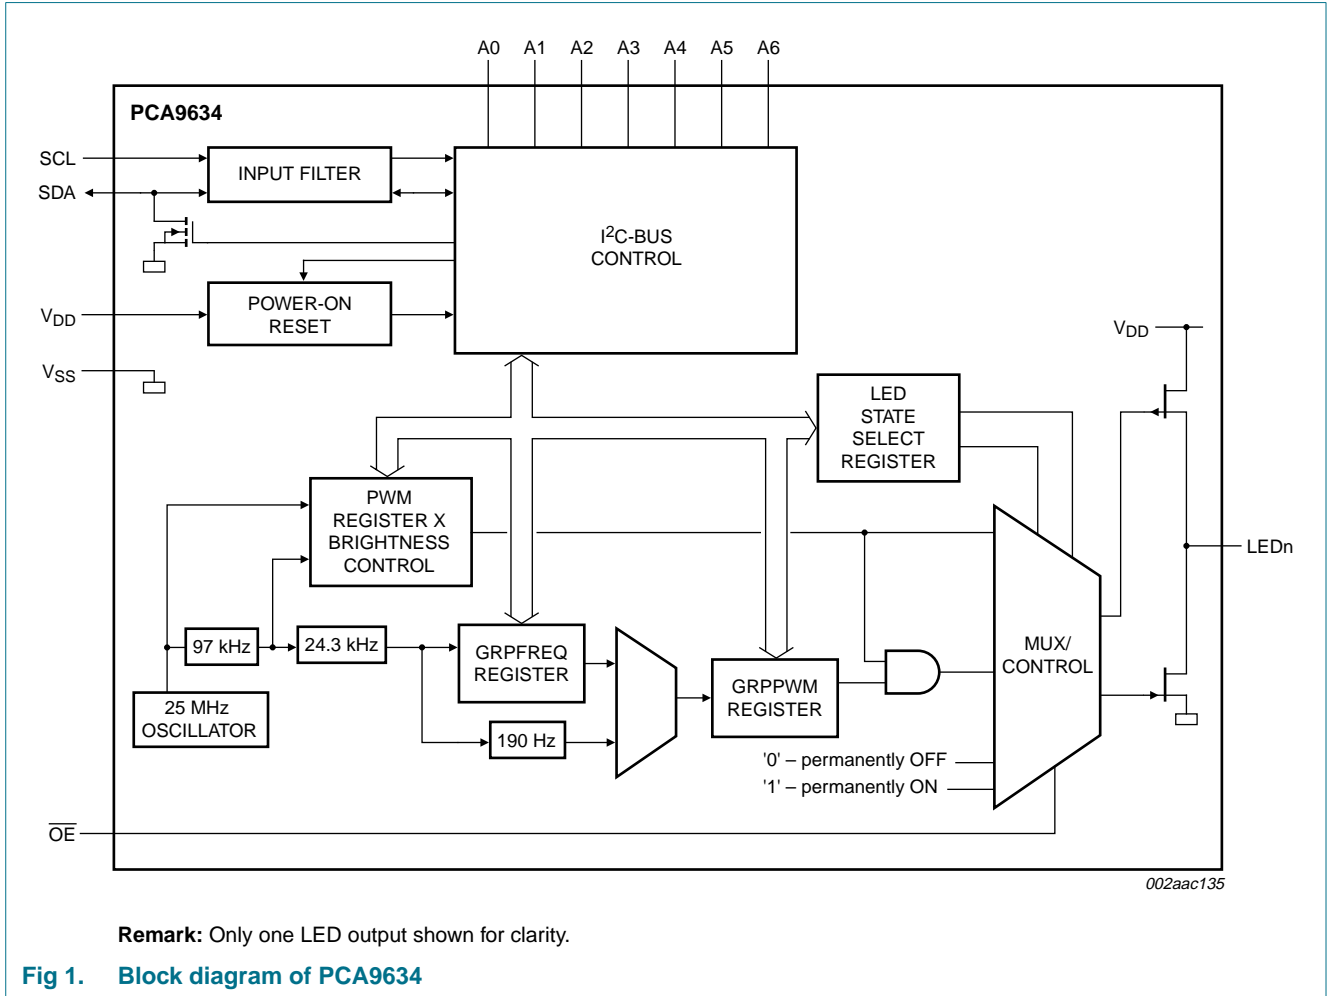 A0 A1 A2 A3 A4 A5 A6
PCA9634
SCL
INPUT FILTER
SDA
I2C-BUS
CONTROL
POWER-ON
RESET
VDD
VSS
VDD
LED
STATE
SELECT
REGISTER
PWM
REGISTER X
BRIGHTNESS
CONTROL
LEDn
97 kHz
24.3 kHz
GRPFREQ
REGISTER
MUX/
CONTROL
GRPPWM
REGISTER
25 MHz
OSCILLATOR
190 Hz
'0' – permanently OFF
'1' – permanently ON
OE
002aac135
Remark: Only one LED output shown for clarity.
Fig 1. Block diagram of PCA9634